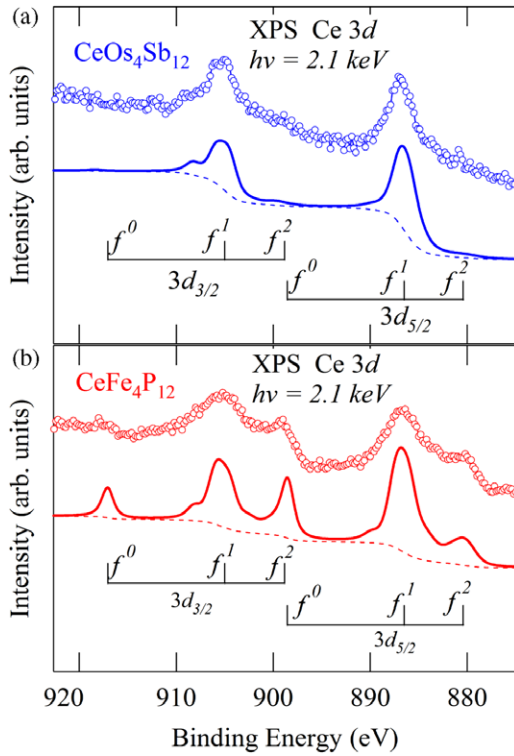 (a)
XPS Ce 3d
CeOs₄Sb₁₂
hν = 2.1 keV
Intensity (arb. units)
f⁰ f¹ f² f⁰ f¹ f²
3d₃/₂ 3d₅/₂
(b)
XPS Ce 3d
CeFe₄P₁₂
hν = 2.1 keV
Intensity (arb. units)
f⁰ f¹ f² f⁰ f¹ f²
3d₃/₂ 3d₅/₂
920 910 900 890 880
Binding Energy (eV)